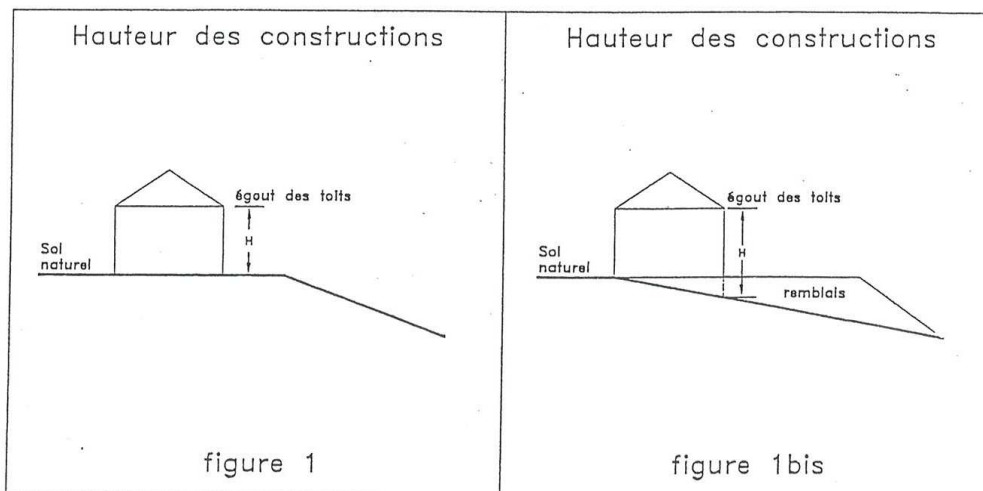 Hauteur des constructions
égout des toits
H
Sol
naturel
figure 1
Hauteur des constructions
égout des toits
H
Sol
naturel
remblais
figure 1bis